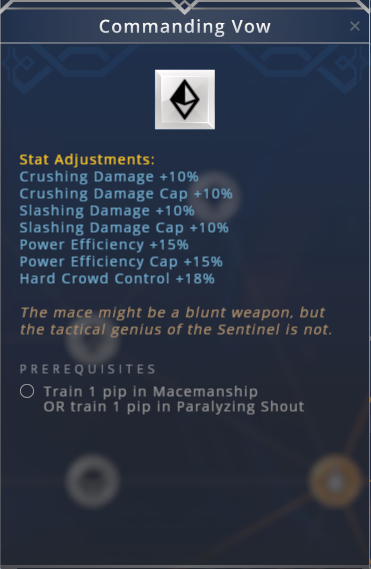 Commanding Vow
Stat Adjustments:
Crushing Damage +10%
Crushing Damage Cap +10%
Slashing Damage +10%
Slashing Damage Cap +10%
Power Efficiency +15%
Power Efficiency Cap +15%
Hard Crowd Control +18%
The mace might be a blunt weapon, but
the tactical genius of the Sentinel is not.
PREREQUISITES
Train 1 pip in Macemanship
OR train 1 pip in Paralyzing Shout